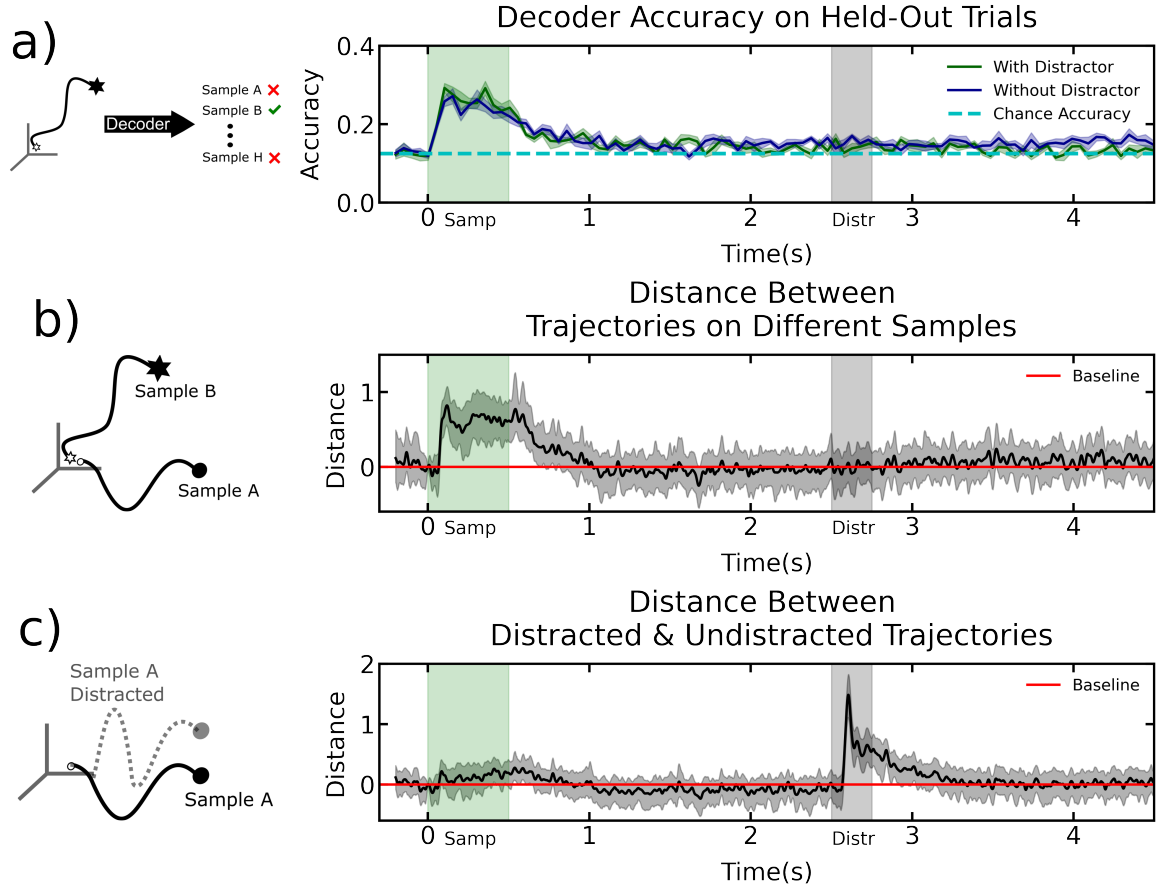 a)
Decoder
Sample A
Sample B
Sample H
Decoder Accuracy on Held-Out Trials
Accuracy
0.4
0.2
0.0
With Distractor
Without Distractor
Chance Accuracy
0 1 2 3 4
Samp Distr
Time(s)
b)
Sample B
Sample A
Distance Between
Trajectories on Different Samples
Distance
1
0
Baseline
0 1 2 3 4
Samp Distr
Time(s)
c)
Sample A
Distracted
Sample A
Distance Between
Distracted & Undistracted Trajectories
Distance
2
1
0
Baseline
0 1 2 3 4
Samp Distr
Time(s)